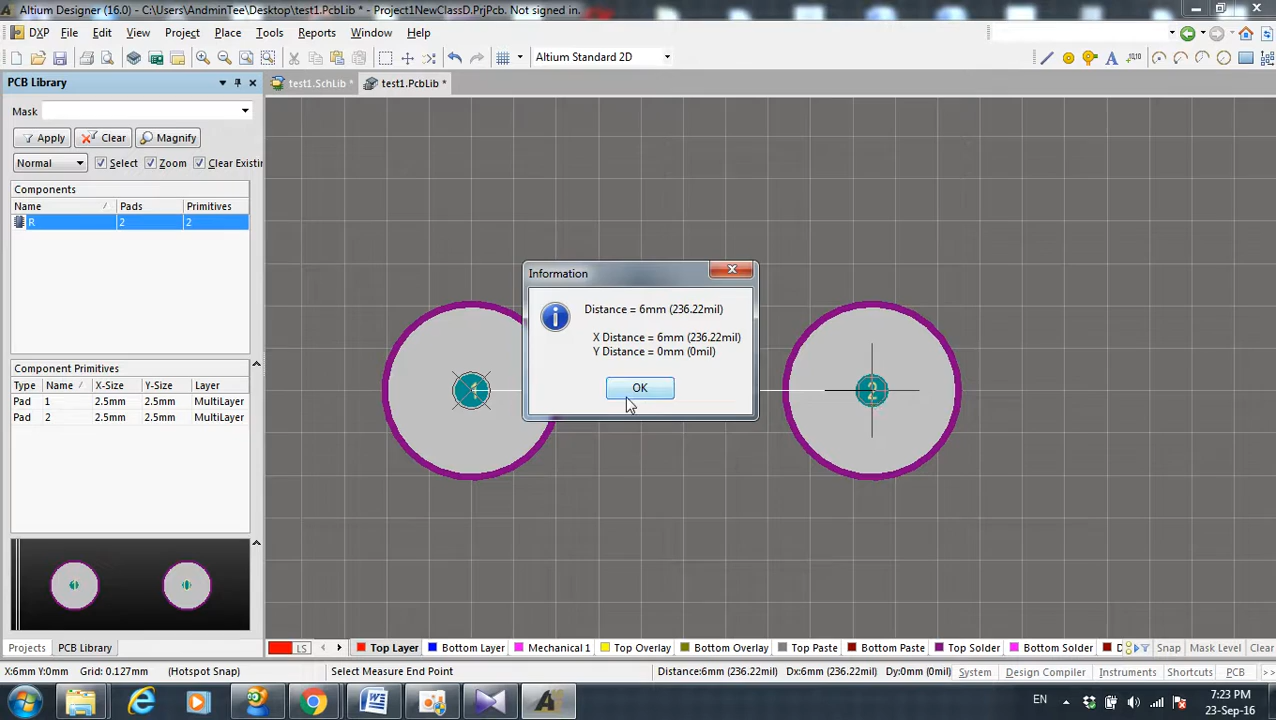 Altium Designer (16.0) - C:\Users\AndminTee\Desktop\test1.PcbLib * - Project1NewClassD.PrjPcb. Not signed in.
DXP File Edit View Project Place Tools Reports Window Help
Altium Standard 2D
PCB Library
test1.SchLib * test1.PcbLib *
Mask
Apply Clear Magnify
Normal Select Zoom Clear Existin
Components
Name Pads Primitives
R 2 2
Information
Distance = 6mm (236.22mil)
X Distance = 6mm (236.22mil)
Y Distance = 0mm (0mil)
OK
1 2
Component Primitives
Type Name X-Size Y-Size Layer
Pad 1 2.5mm 2.5mm MultiLayer
Pad 2 2.5mm 2.5mm MultiLayer
Projects PCB Library
LS Top Layer Bottom Layer Mechanical 1 Top Overlay Bottom Overlay Top Paste Bottom Paste Top Solder Bottom Solder D Snap Mask Level Clear
X:6mm Y:0mm Grid: 0.127mm (Hotspot Snap) Select Measure End Point Distance:6mm (236.22mil) Dx:6mm (236.22mil) Dy:0mm (0mil) System Design Compiler Instruments Shortcuts PCB >>
EN
7:23 PM
23-Sep-16